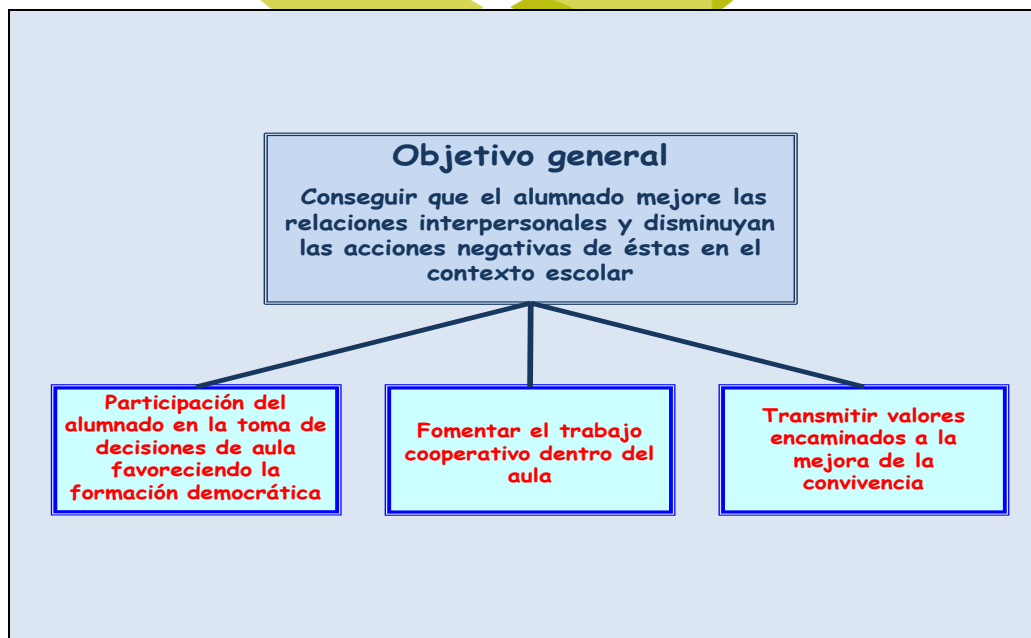 Objetivo general
Conseguir que el alumnado mejore las
relaciones interpersonales y disminuyan
las acciones negativas de éstas en el
contexto escolar
Participación del
alumnado en la toma de
decisiones de aula
favoreciendo la
formación democrática
Fomentar el trabajo
cooperativo dentro del
aula
Transmitir valores
encaminados a la
mejora de la
convivencia